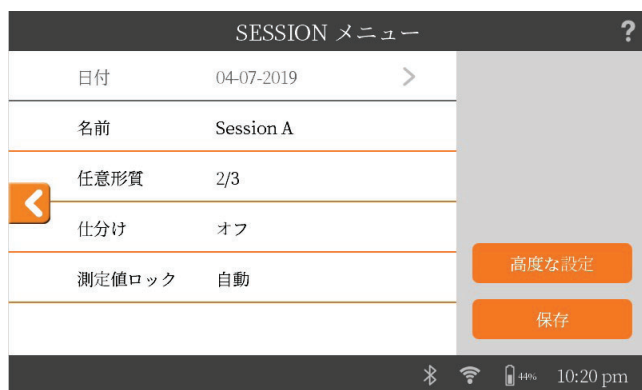 SESSION メニュー ?
日付 04-07-2019
名前 Session A
任意形質 2/3
仕分け オフ
測定値ロック 自動
高度な設定
保存
44% 10:20 pm